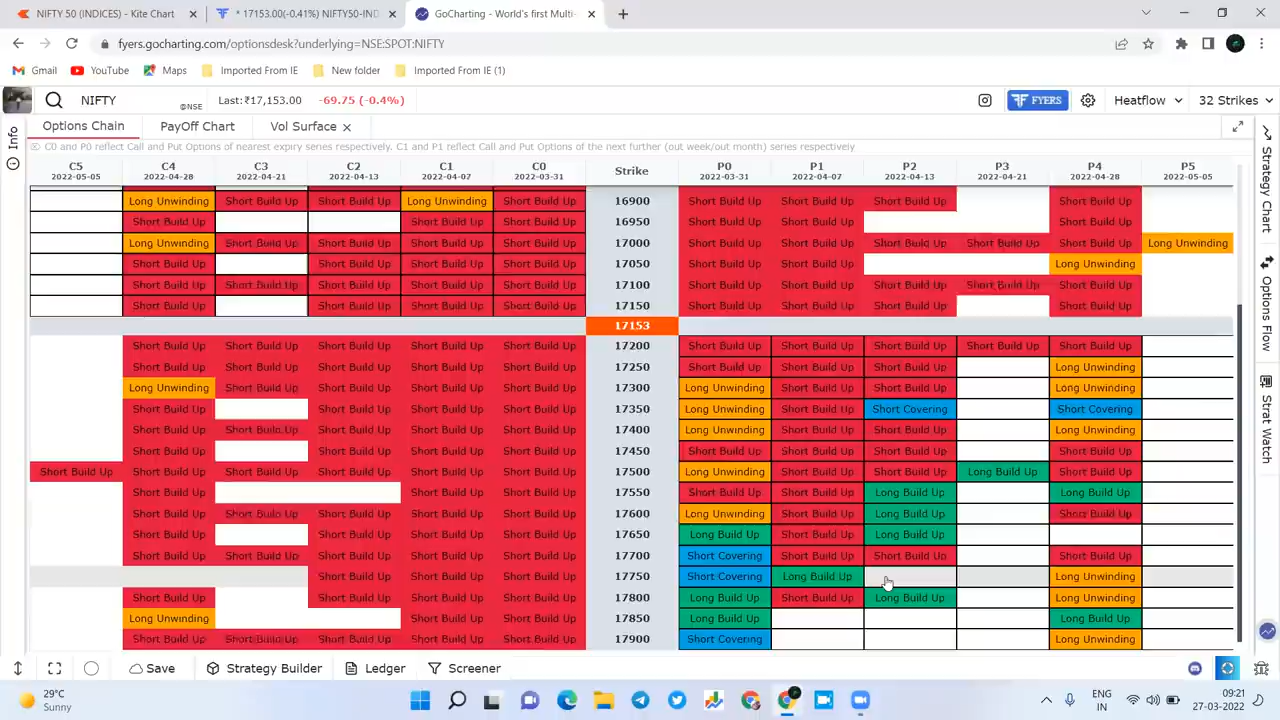 NIFTY 50 (INDICES) - Kite Chart
* 17153.00(-0.41%) NIFTY50-IND
GoCharting - World's first Multi-
fyers.gocharting.com/optionsdesk?underlying=NSE:SPOT:NIFTY
Gmail YouTube Maps Imported From IE New folder Imported From IE (1)
NIFTY @NSE Last:₹17,153.00 -69.75 (-0.4%) FYERS Heatflow 32 Strikes
Info Options Chain PayOff Chart Vol Surface
C0 and P0 reflect Call and Put Options of nearest expiry series respectively. C1 and P1 reflect Call and Put Options of the next further (out week/out month) series respectively
C5 C4 C3 C2 C1 C0 Strike P0 P1 P2 P3 P4 P5
2022-05-05 2022-04-28 2022-04-21 2022-04-13 2022-04-07 2022-03-31 2022-03-31 2022-04-07 2022-04-13 2022-04-21 2022-04-28 2022-05-05
Long Unwinding Short Build Up Short Build Up Long Unwinding Short Build Up 16900 Short Build Up Short Build Up Short Build Up Short Build Up
Short Build Up Short Build Up Short Build Up 16950 Short Build Up Short Build Up Short Build Up
Long Unwinding Short Build Up Short Build Up Short Build Up Short Build Up 17000 Short Build Up Short Build Up Short Build Up Short Build Up Short Build Up Long Unwinding
Short Build Up Short Build Up Short Build Up Short Build Up 17050 Short Build Up Short Build Up Long Unwinding
Short Build Up Short Build Up Short Build Up Short Build Up Short Build Up 17100 Short Build Up Short Build Up Short Build Up Short Build Up Short Build Up
Short Build Up Short Build Up Short Build Up Short Build Up 17150 Short Build Up Short Build Up Short Build Up Short Build Up
17153
Short Build Up Short Build Up Short Build Up Short Build Up Short Build Up 17200 Short Build Up Short Build Up Short Build Up Short Build Up Short Build Up
Short Build Up Short Build Up Short Build Up Short Build Up Short Build Up 17250 Short Build Up Short Build Up Short Build Up Long Unwinding
Long Unwinding Short Build Up Short Build Up Short Build Up Short Build Up 17300 Long Unwinding Short Build Up Short Build Up Long Unwinding
Short Build Up Short Build Up Short Build Up Short Build Up 17350 Long Unwinding Short Build Up Short Covering Short Covering
Short Build Up Short Build Up Short Build Up Short Build Up Short Build Up 17400 Long Unwinding Short Build Up Short Build Up Long Unwinding
Short Build Up Short Build Up Short Build Up Short Build Up 17450 Short Build Up Short Build Up Short Build Up Short Build Up
Short Build Up Short Build Up Short Build Up Short Build Up Short Build Up Short Build Up 17500 Long Unwinding Short Build Up Short Build Up Long Build Up Short Build Up
Short Build Up Short Build Up Short Build Up 17550 Short Build Up Short Build Up Long Build Up Long Build Up
Short Build Up Short Build Up Short Build Up Short Build Up Short Build Up 17600 Long Unwinding Short Build Up Long Build Up Short Build Up
Short Build Up Short Build Up Short Build Up Short Build Up 17650 Long Build Up Short Build Up Long Build Up
Short Build Up Short Build Up Short Build Up Short Build Up Short Build Up 17700 Short Covering Short Build Up Short Build Up Short Build Up
Short Build Up Short Build Up Short Build Up 17750 Short Covering Long Build Up Long Unwinding
Short Build Up Short Build Up Short Build Up Short Build Up 17800 Long Build Up Short Build Up Long Build Up Long Unwinding
Long Unwinding Short Build Up Short Build Up 17850 Long Build Up Long Build Up
Short Build Up Short Build Up Short Build Up Short Build Up Short Build Up 17900 Short Covering Long Unwinding
Strategy Chart
Options Flow
Strat Watch
Save Strategy Builder Ledger Screener
29°C
Sunny
ENG
IN
09:21
27-03-2022